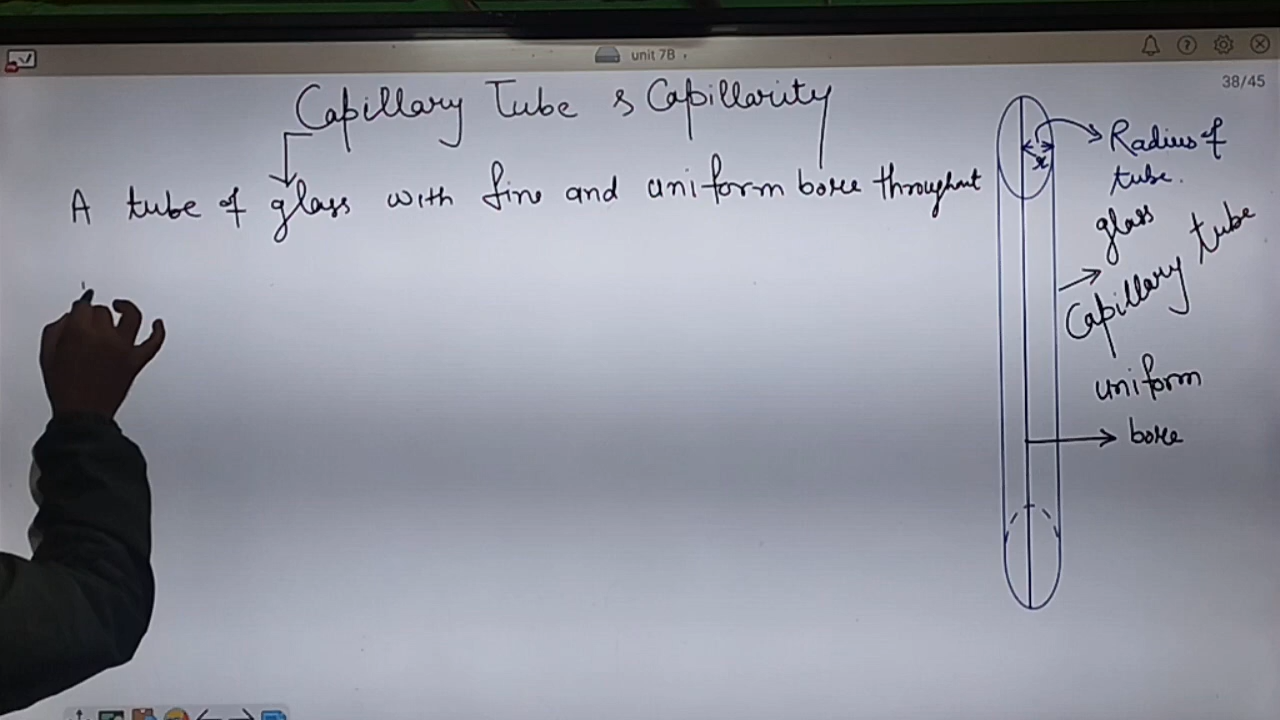 unit 7B
38/45
Capillary Tube & Capillarity
A tube of glass with fine and uniform bore throughout
r
Radius of
tube.
glass
Capillary tube
uniform
bore